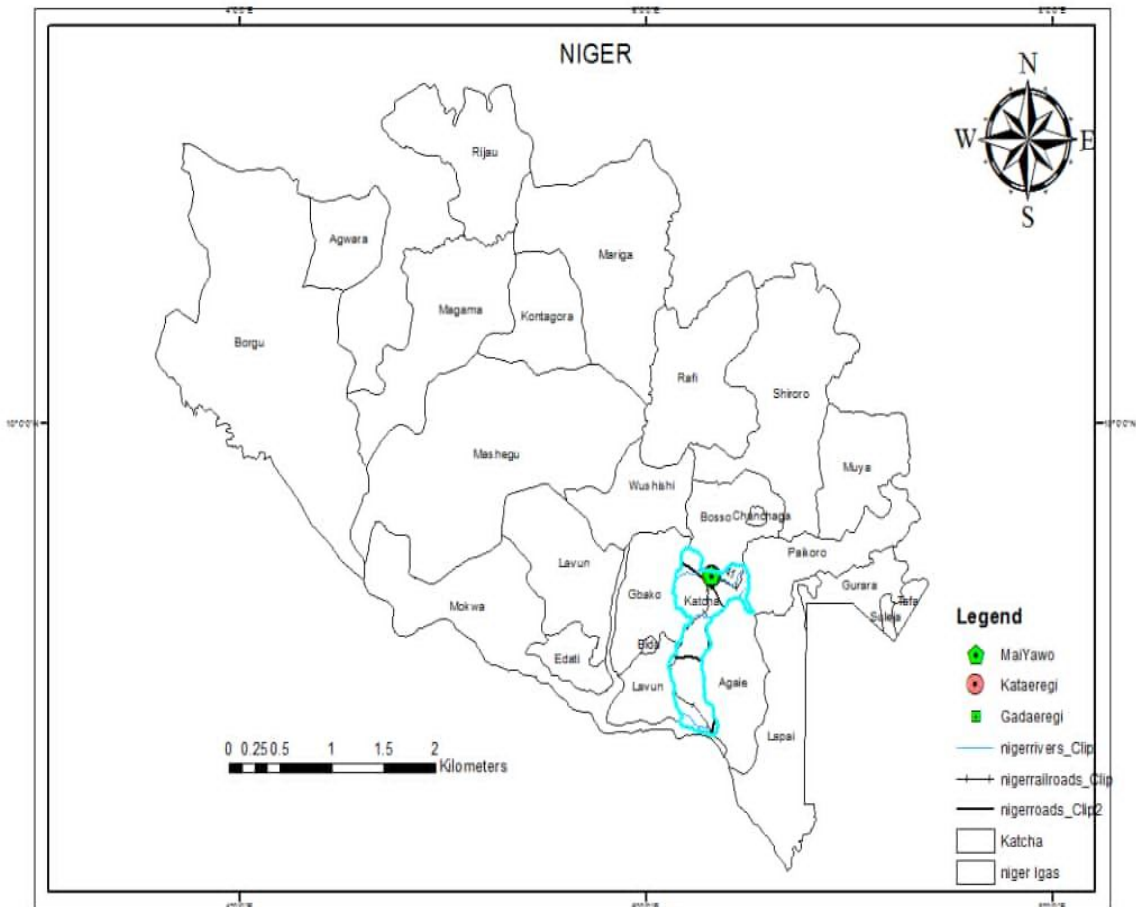 NIGER
N
W E
S
Rijau
Agwara
Mariga
Magama
Kontagora
Borgu
Rafi
Shiroro
Mashegu
Muya
Wushishi
Bosso
Chanchaga
Paikoro
Lavun
Gbako
Katcha
Gurara
Tafa
Suleja
Mokwa
Edati
Bida
Lavun
Agaie
Lapai
0 0.25 0.5 1 1.5 2
Kilometers
Legend
MaiYawo
Kataeregi
Gadaeregi
nigerrivers_Clip
nigerrailroads_Clip
nigerroads_Clip2
Katcha
niger lgas